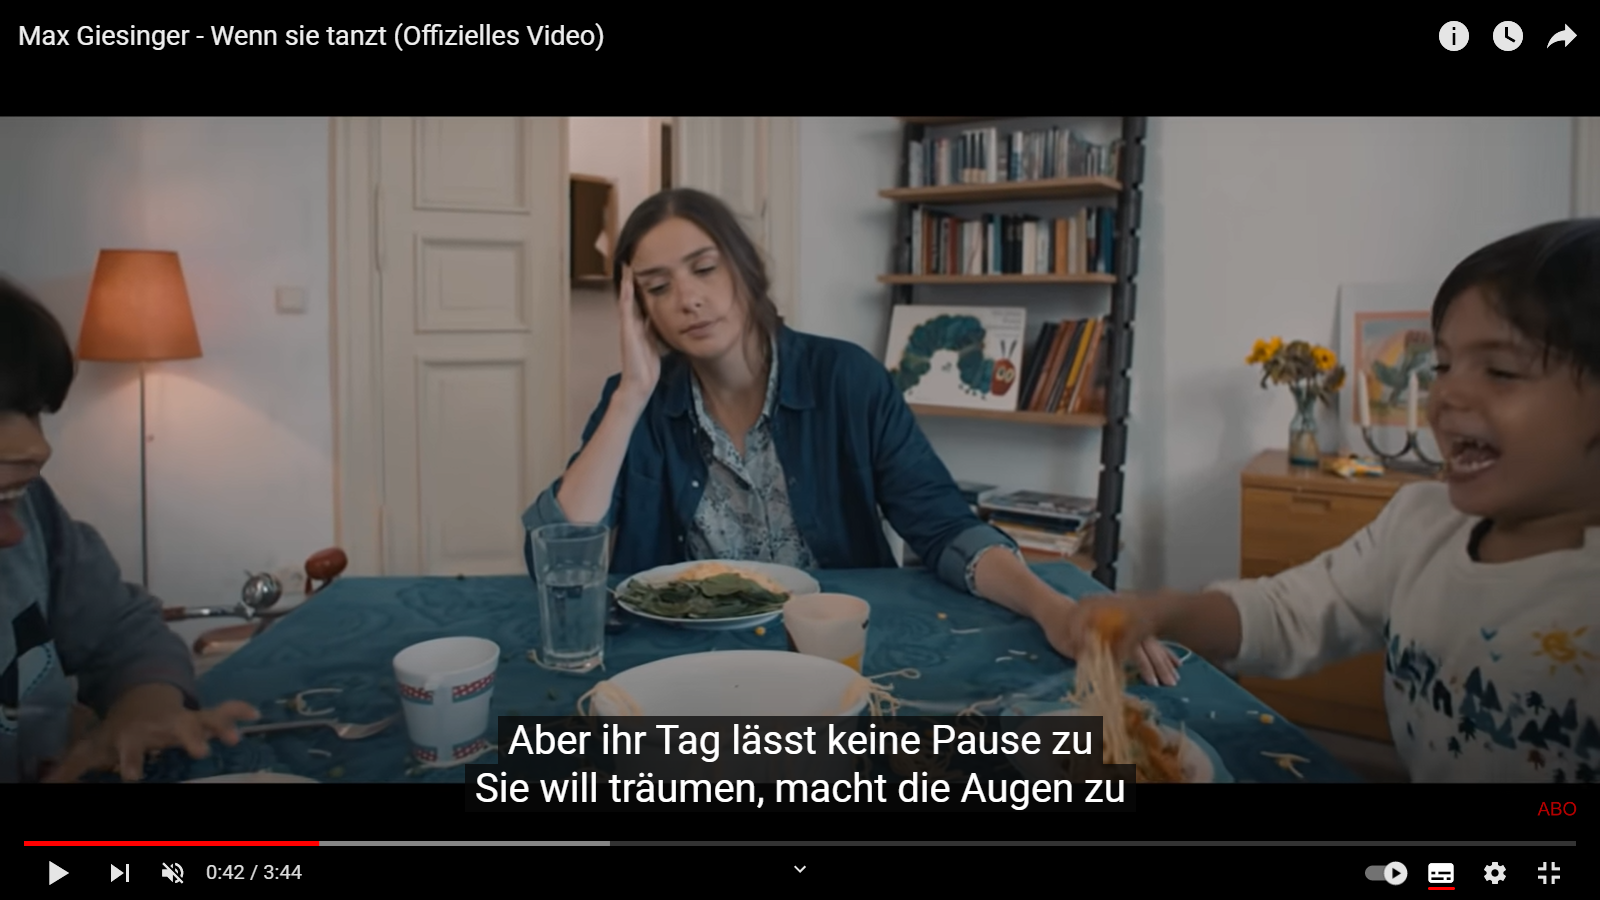 Max Giesinger - Wenn sie tanzt (Offizielles Video)
Aber ihr Tag lässt keine Pause zu
Sie will träumen, macht die Augen zu
ABO
0:42 / 3:44